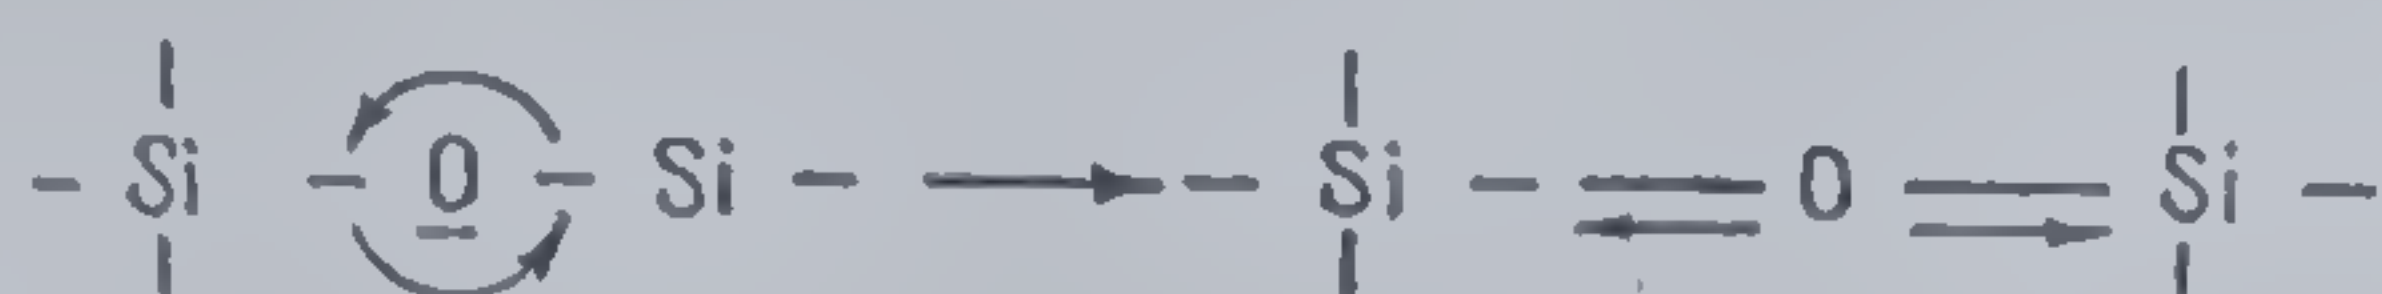 - Si - O - Si - → - Si - = O = Si -